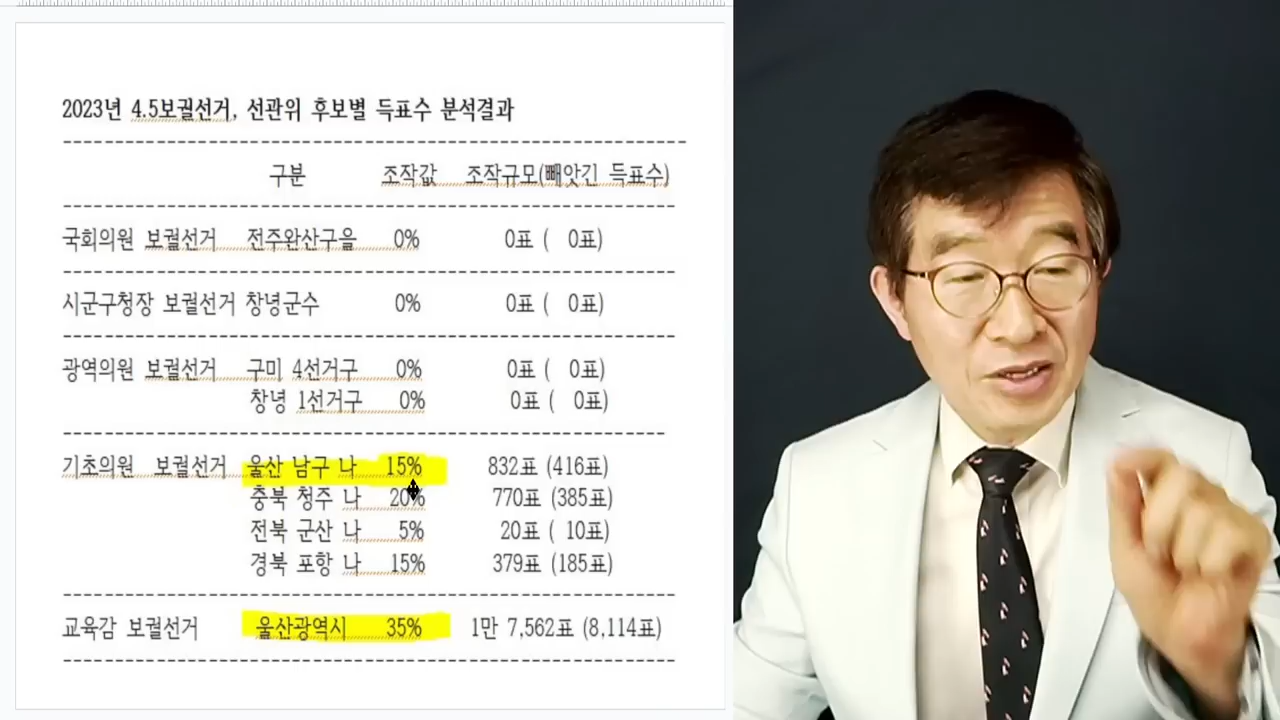 2023년 4.5보궐선거, 선관위 후보별 득표수 분석결과
구분 조작값 조작규모(빼앗긴 득표수)
국회의원 보궐선거 전주완산구을 0% 0표 ( 0표)
시군구청장 보궐선거 창녕군수 0% 0표 ( 0표)
광역의원 보궐선거 구미 4선거구 0% 0표 ( 0표)
창녕 1선거구 0% 0표 ( 0표)
기초의원 보궐선거 울산 남구 나 15% 832표 (416표)
충북 청주 나 20% 770표 (385표)
전북 군산 나 5% 20표 ( 10표)
경북 포항 나 15% 379표 (185표)
교육감 보궐선거 울산광역시 35% 1만 7,562표 (8,114표)